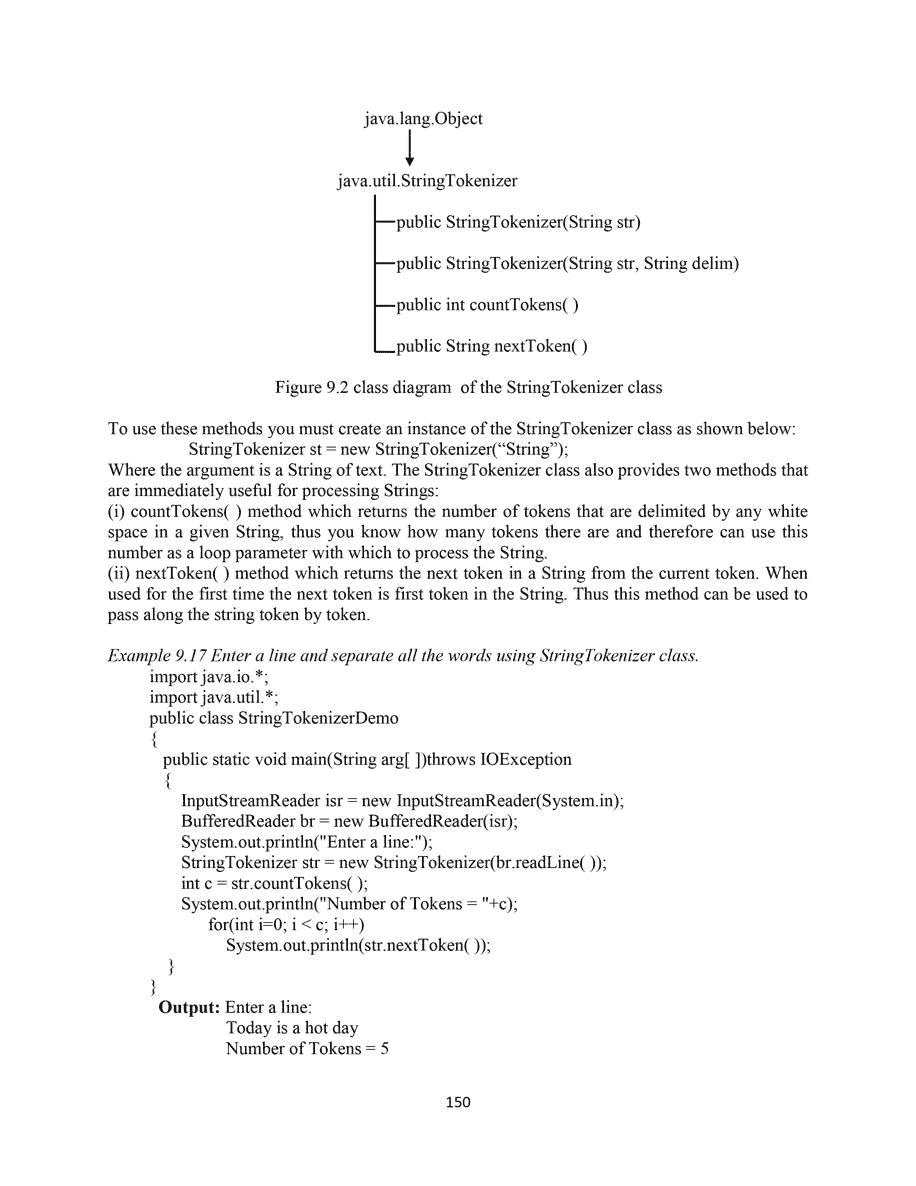 java.lang.Object
java.util.StringTokenizer
public StringTokenizer(String str)
public StringTokenizer(String str, String delim)
public int countTokens( )
public String nextToken( )
Figure 9.2 class diagram of the StringTokenizer class
To use these methods you must create an instance of the StringTokenizer class as shown below:
StringTokenizer st = new StringTokenizer(“String”);
Where the argument is a String of text. The StringTokenizer class also provides two methods that
are immediately useful for processing Strings:
(i) countTokens( ) method which returns the number of tokens that are delimited by any white
space in a given String, thus you know how many tokens there are and therefore can use this
number as a loop parameter with which to process the String.
(ii) nextToken( ) method which returns the next token in a String from the current token. When
used for the first time the next token is first token in the String. Thus this method can be used to
pass along the string token by token.
Example 9.17 Enter a line and separate all the words using StringTokenizer class.
import java.io.*;
import java.util.*;
public class StringTokenizerDemo
{
public static void main(String arg[ ])throws IOException
{
InputStreamReader isr = new InputStreamReader(System.in);
BufferedReader br = new BufferedReader(isr);
System.out.println("Enter a line:");
StringTokenizer str = new StringTokenizer(br.readLine( ));
int c = str.countTokens( );
System.out.println("Number of Tokens = "+c);
for(int i=0; i < c; i++)
System.out.println(str.nextToken( ));
}
}
Output: Enter a line:
Today is a hot day
Number of Tokens = 5
150